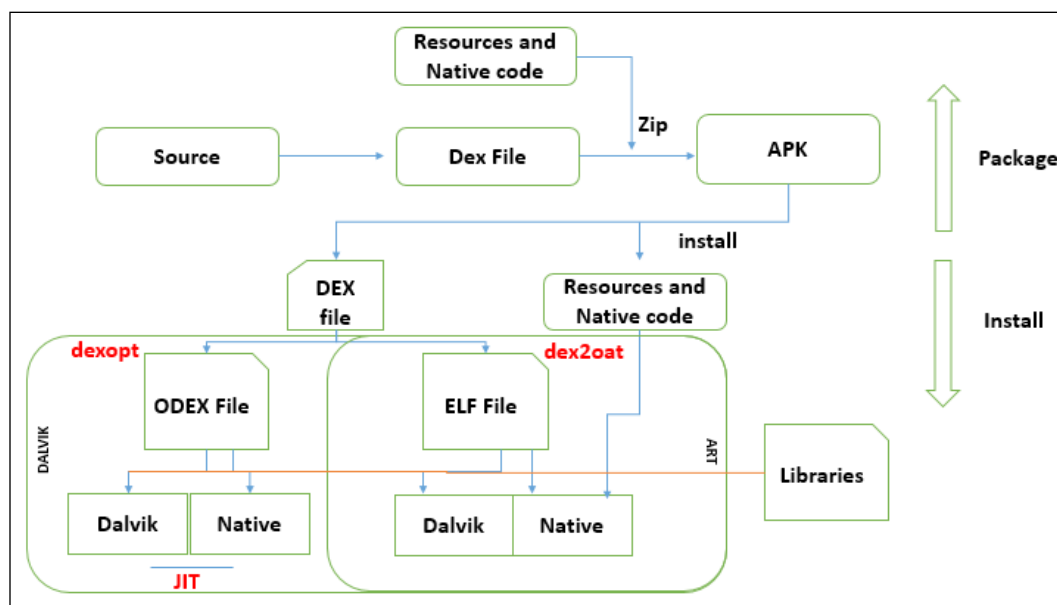 Resources and
Native code
Zip
Source
Dex File
APK
Package
install
DEX
file
Resources and
Native code
Install
dexopt
dex2oat
ODEX File
ELF File
DALVIK
ART
Libraries
Dalvik
Native
Dalvik
Native
JIT